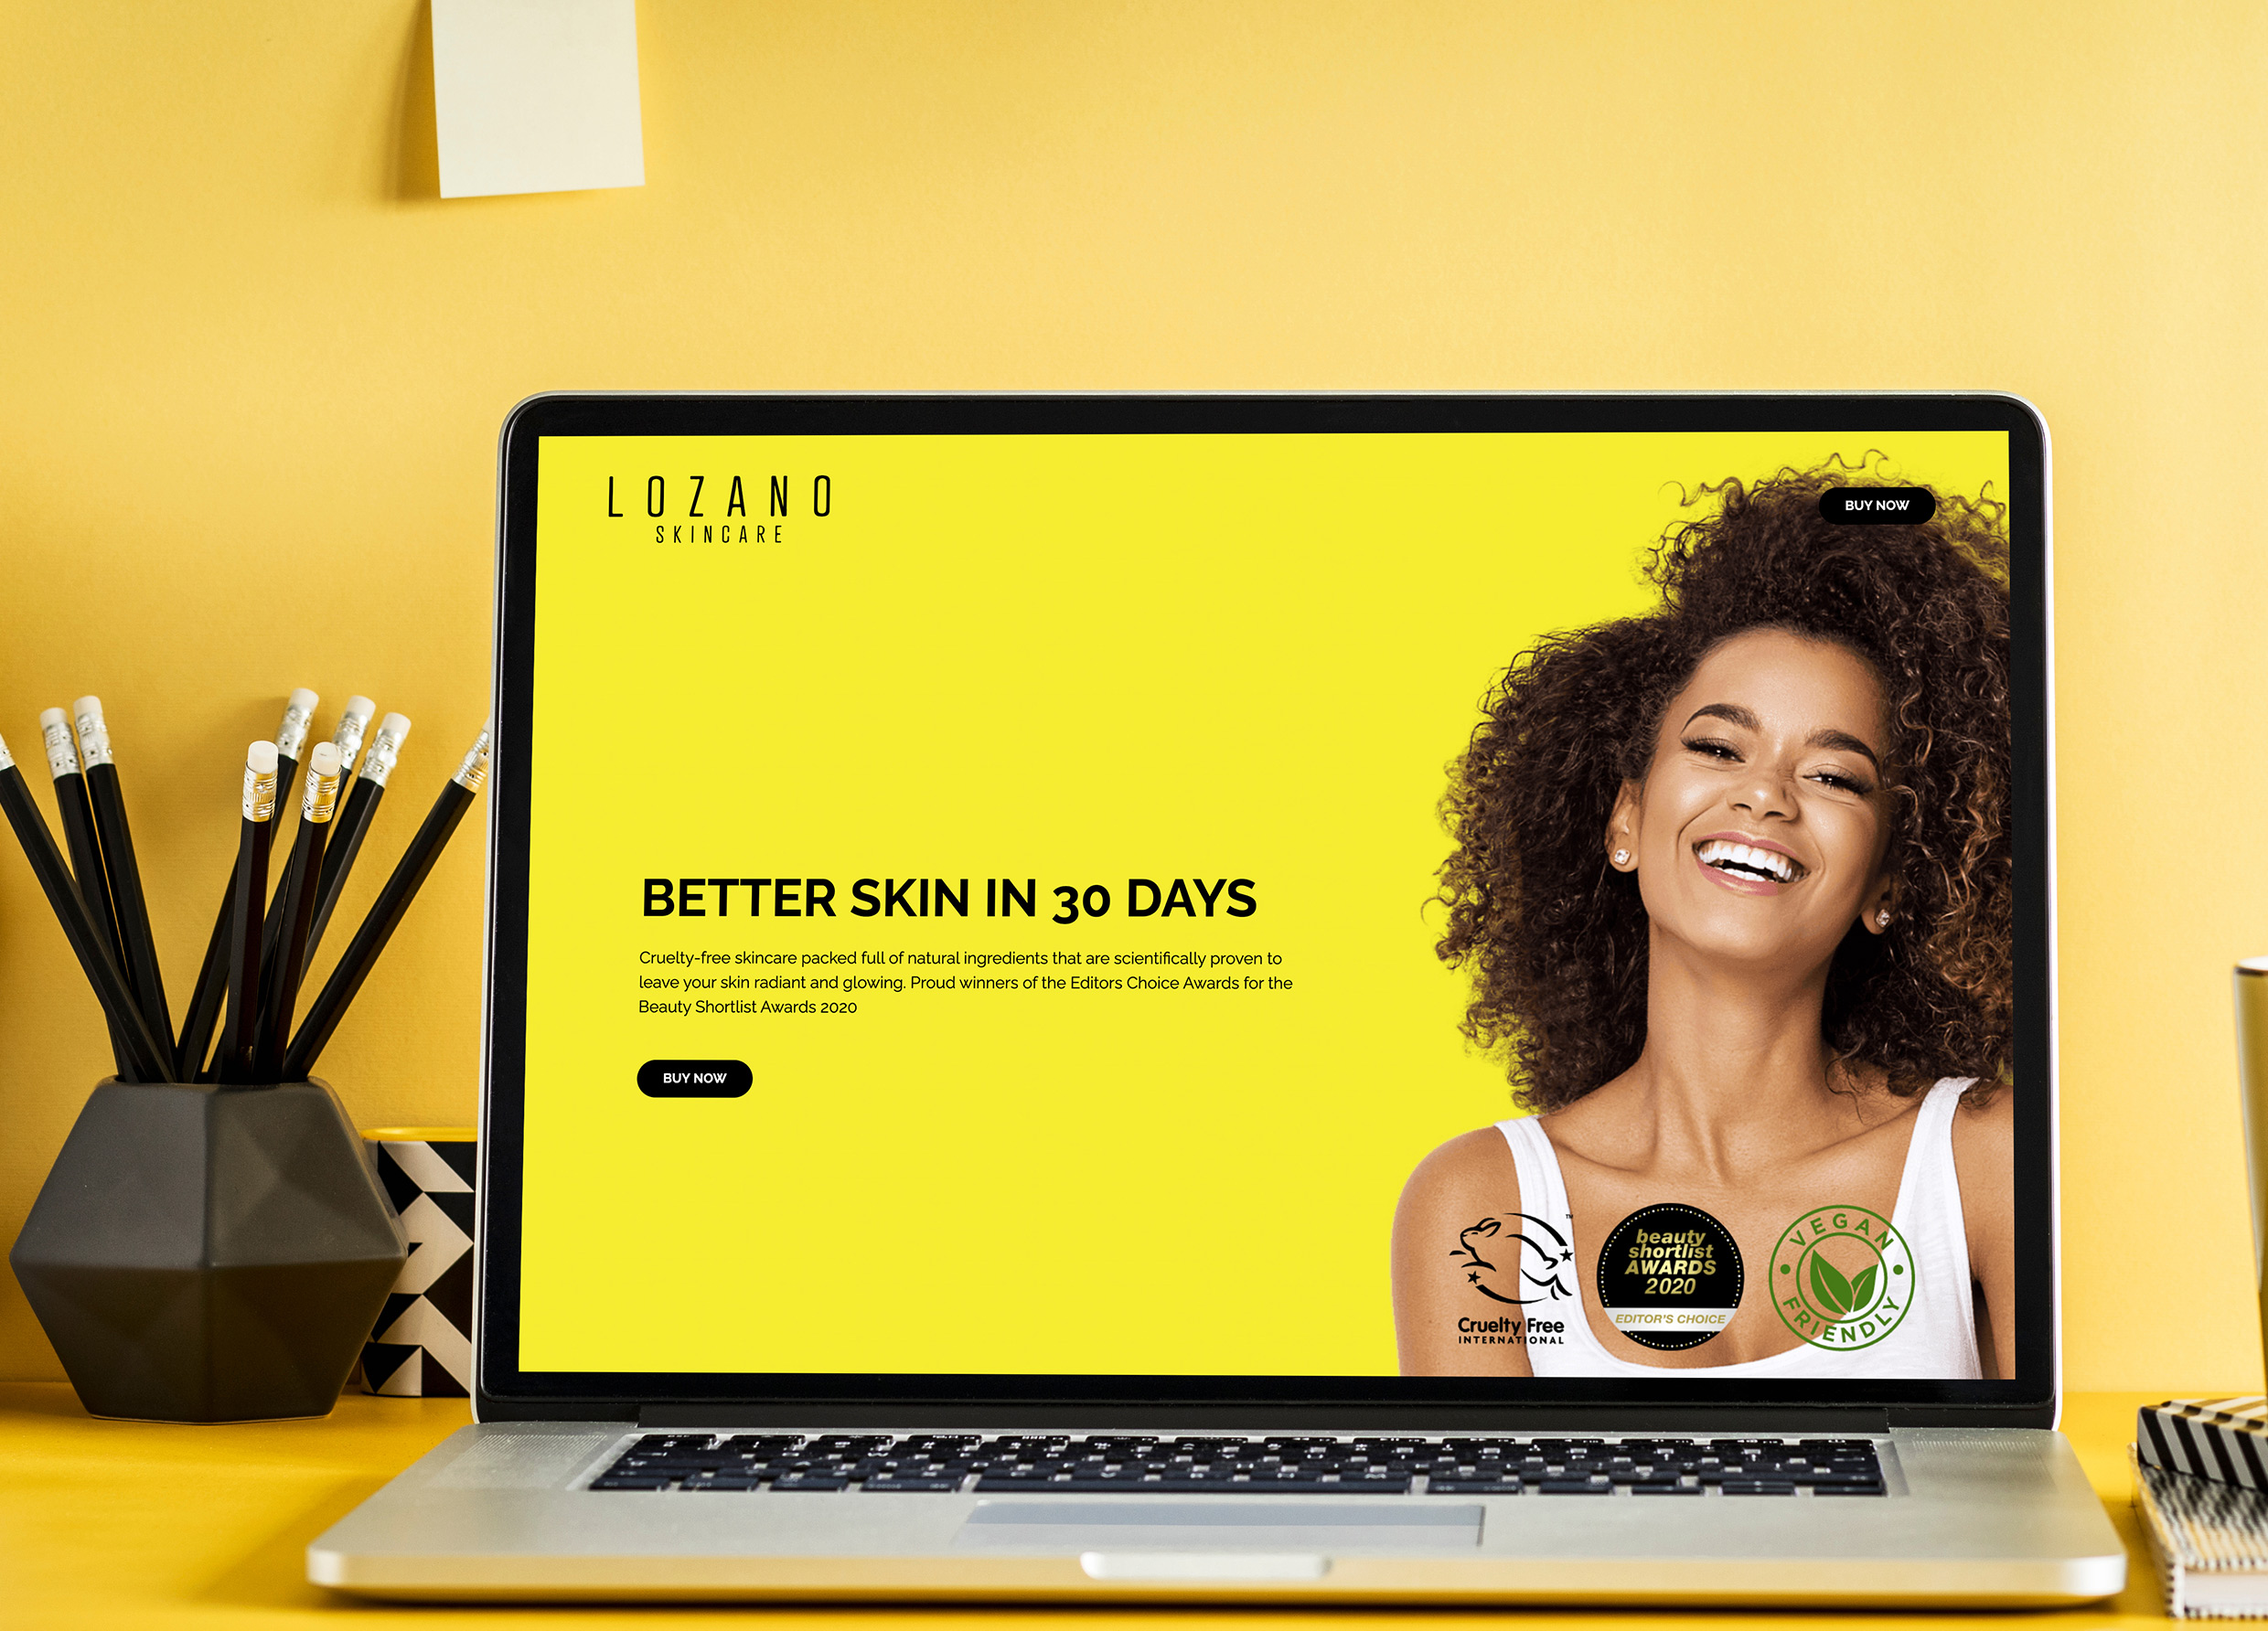 LOZANO
SKINCARE
BUY NOW
BETTER SKIN IN 30 DAYS
Cruelty-free skincare packed full of natural ingredients that are scientifically proven to
leave your skin radiant and glowing. Proud winners of the Editors Choice Awards for the
Beauty Shortlist Awards 2020
BUY NOW
TM
Cruelty Free
INTERNATIONAL
beauty
shortlist
AWARDS
2020
EDITOR'S CHOICE
VEGAN
FRIENDLY